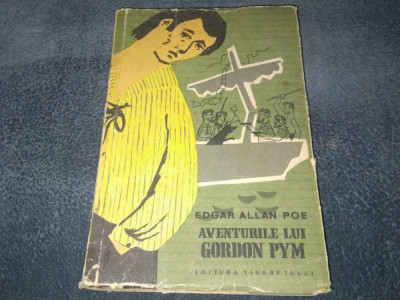 EDGAR ALLAN POE
AVENTURILE LUI
GORDON PYM
EDITURA TINERETULUI